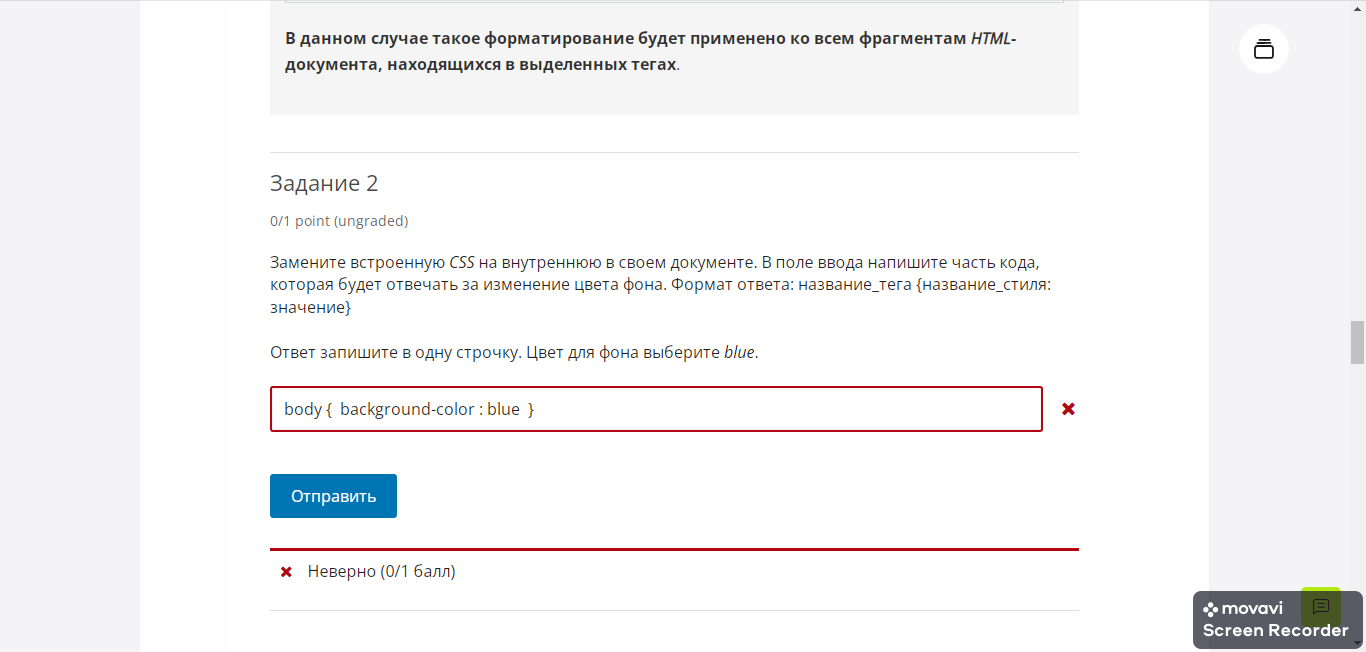 В данном случае такое форматирование будет применено ко всем фрагментам HTML-
документа, находящихся в выделенных тегах.
Задание 2
0/1 point (ungraded)
Замените встроенную CSS на внутреннюю в своем документе. В поле ввода напишите часть кода,
которая будет отвечать за изменение цвета фона. Формат ответа: название_тега {название_стиля:
значение}
Ответ запишите в одну строчку. Цвет для фона выберите blue.
body {  background-color : blue  }
Отправить
Неверно (0/1 балл)
movavi
Screen Recorder